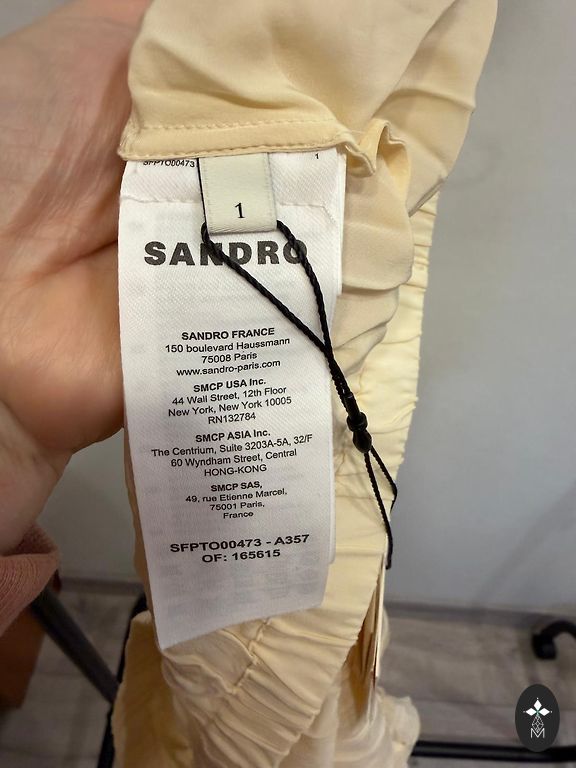 SFPTO00473
1
1
SANDRO
SANDRO FRANCE
150 boulevard Haussmann
75008 Paris
www.sandro-paris.com
SMCP USA Inc.
44 Wall Street, 12th Floor
New York, New York 10005
RN132784
SMCP ASIA Inc.
The Centrium, Suite 3203A-5A, 32/F
60 Wyndham Street, Central
HONG-KONG
SMCP SAS,
49, rue Etienne Marcel,
75001 Paris,
France
SFPTO00473 - A357
OF: 165615
M